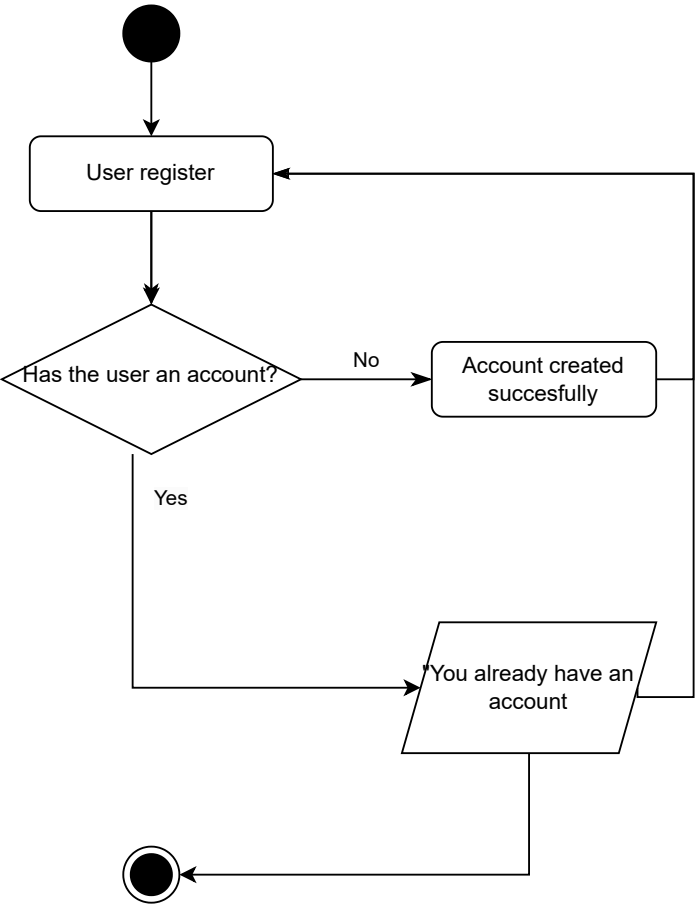 User register
Has the user an account?
No
Account created
succesfully
Yes
"You already have an
account